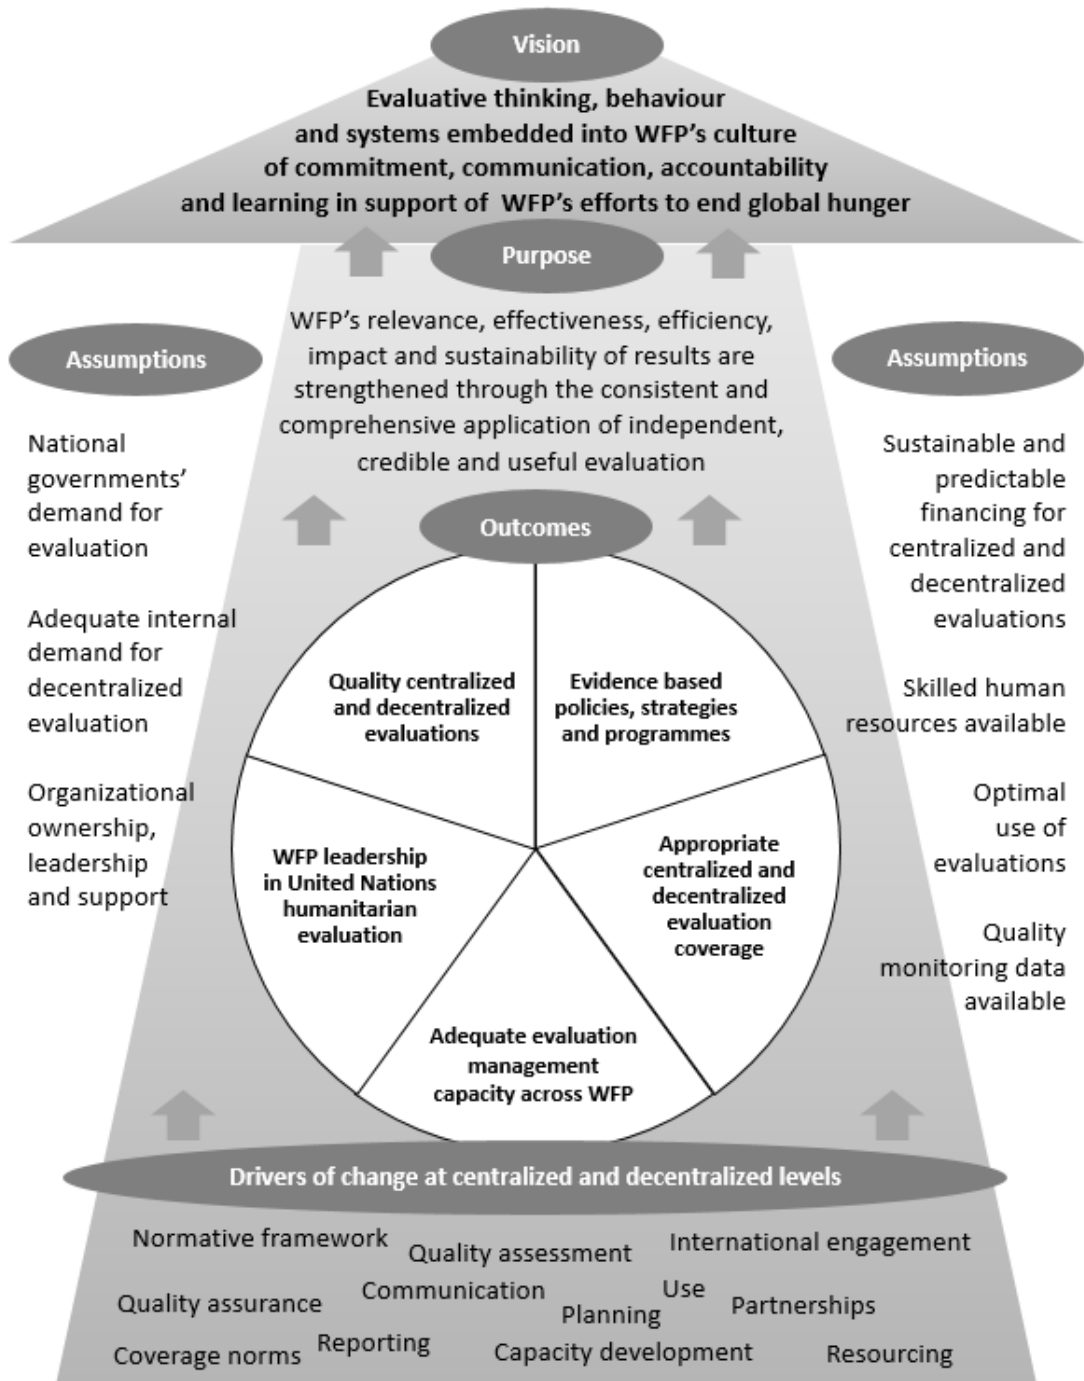 Vision
Evaluative thinking, behaviour
and systems embedded into WFP's culture
of commitment, communication, accountability
and learning in support of WFP's efforts to end global hunger
Purpose
WFP's relevance, effectiveness, efficiency,
impact and sustainability of results are
strengthened through the consistent and
comprehensive application of independent,
credible and useful evaluation
Assumptions
National
governments'
demand for
evaluation
Adequate internal
demand for
decentralized
evaluation
Organizational
ownership,
leadership
and support
Assumptions
Sustainable and
predictable
financing for
centralized and
decentralized
evaluations
Skilled human
resources available
Optimal
use of
evaluations
Quality
monitoring data
available
Outcomes
Quality centralized
and decentralized
evaluations
Evidence based
policies, strategies
and programmes
WFP leadership
in United Nations
humanitarian
evaluation
Appropriate
centralized and
decentralized
evaluation
coverage
Adequate evaluation
management
capacity across WFP
Drivers of change at centralized and decentralized levels
Normative framework
Quality assessment
International engagement
Quality assurance
Communication
Use
Planning
Partnerships
Coverage norms
Reporting
Capacity development
Resourcing